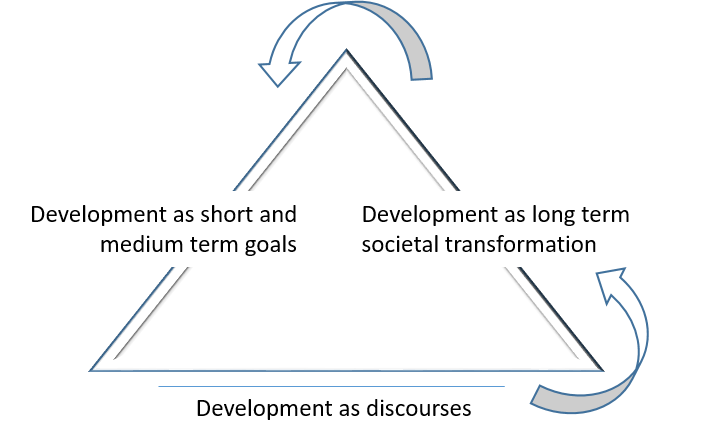 Development as short and
medium term goals
Development as long term
societal transformation
Development as discourses